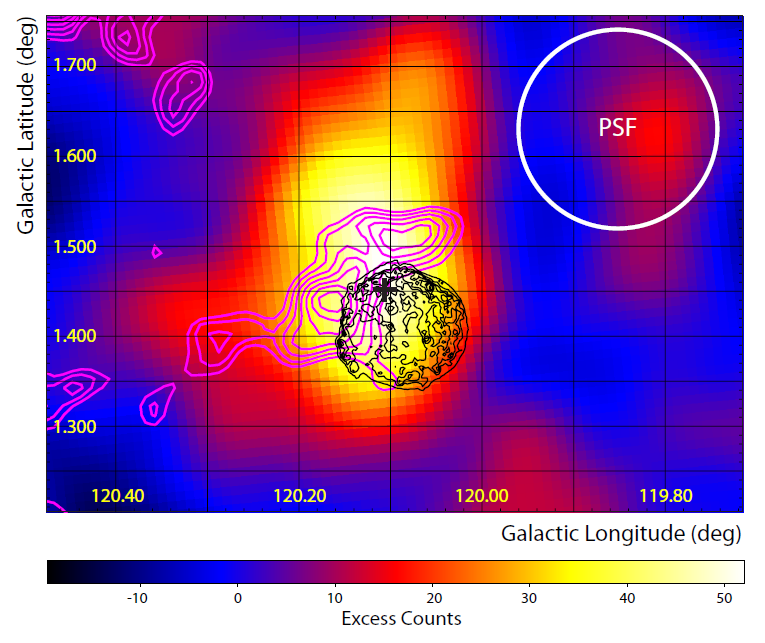 Galactic Latitude (deg)
1.700
1.600
1.500
1.400
1.300
PSF
120.40 120.20 120.00 119.80
Galactic Longitude (deg)
-10 0 10 20 30 40 50
Excess Counts